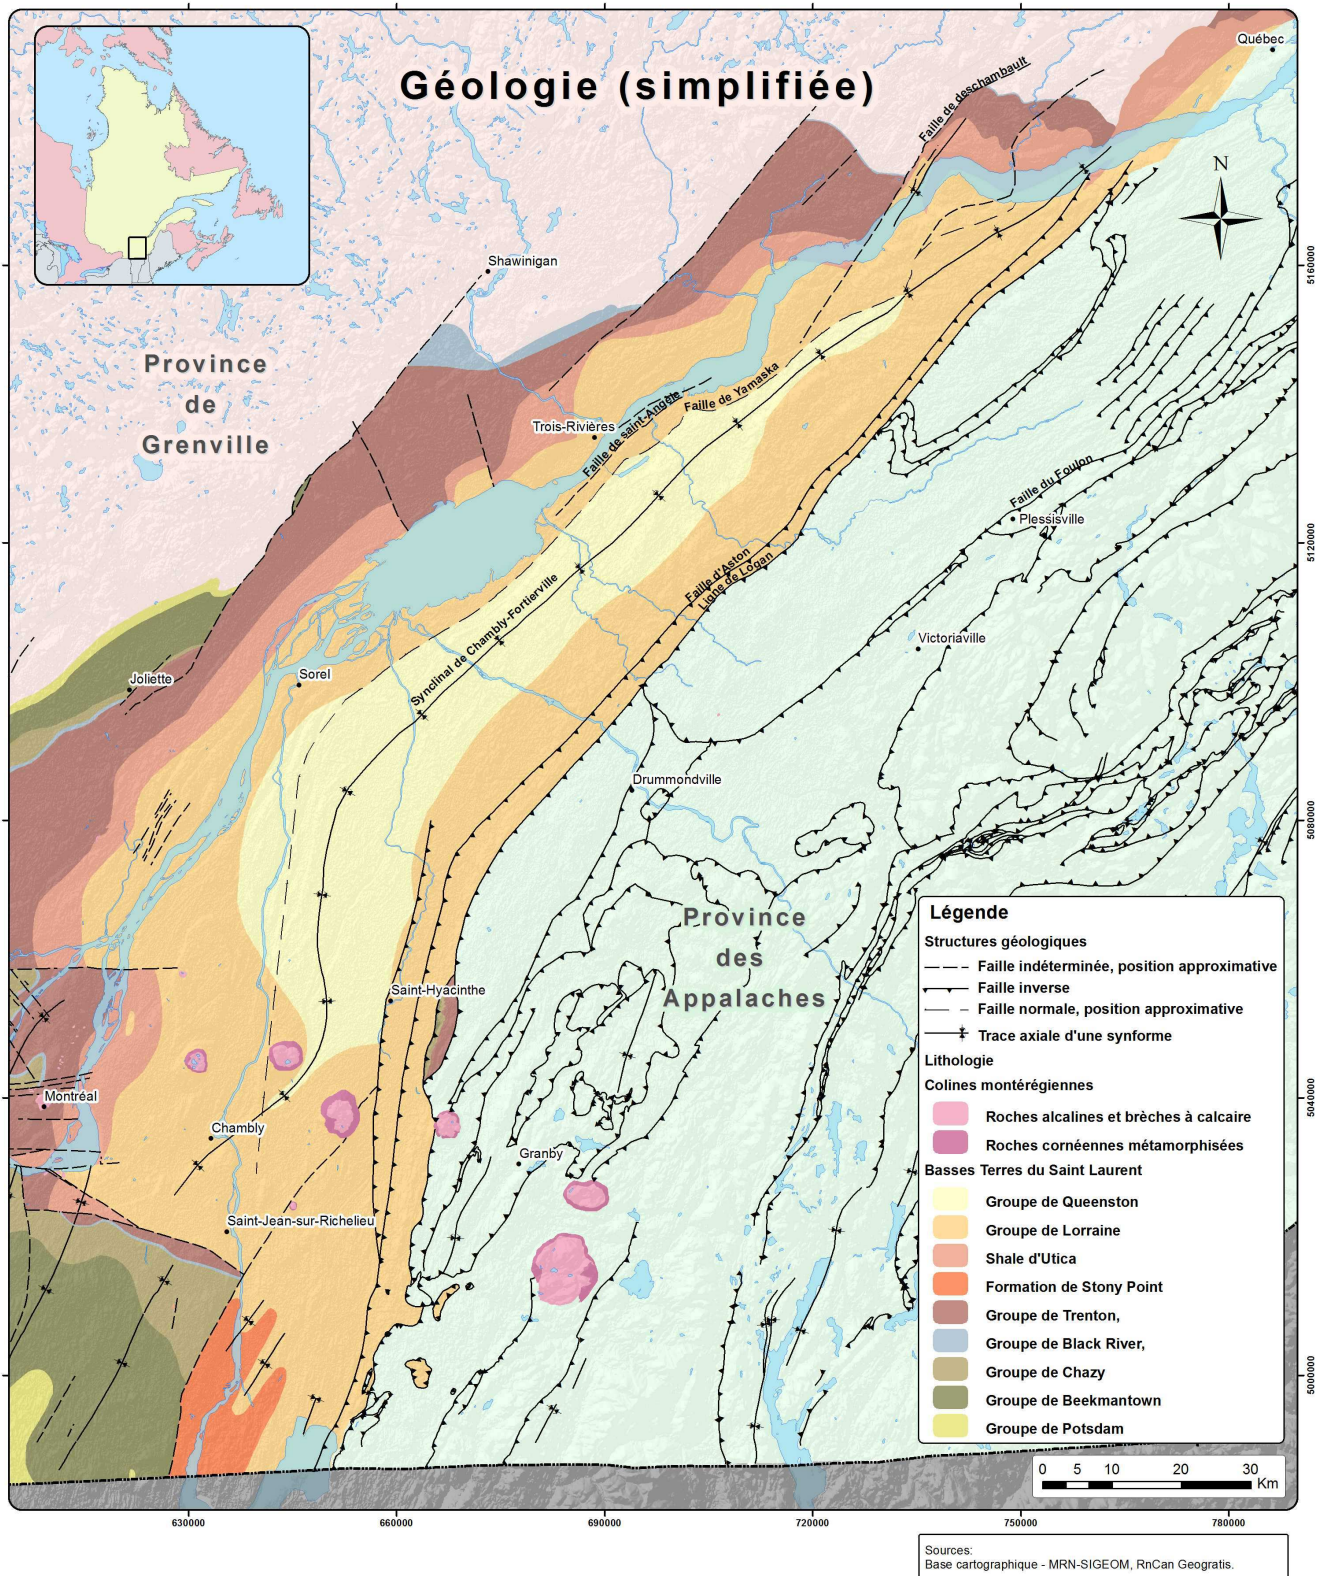 Géologie (simplifiée)
Québec
Faille de deschambault
N
Shawinigan
5160000
Province
de
Grenville
Trois-Rivières
Faille de saint-Angèle
Faille de Yamaska
Faille du Foulon
Plessisville
5120000
Faille d'Aston
Ligne de Logan
Synclinal de Chambly-Fortierville
Victoriaville
Joliette
Sorel
Drummondville
5080000
Province
des
Appalaches
Saint-Hyacinthe
Montréal
Chambly
Granby
Saint-Jean-sur-Richelieu
5040000
5000000
Légende
Structures géologiques
Faille indéterminée, position approximative
Faille inverse
Faille normale, position approximative
Trace axiale d'une synforme
Lithologie
Colines montérégiennes
Roches alcalines et brèches à calcaire
Roches cornéennes métamorphisées
Basses Terres du Saint Laurent
Groupe de Queenston
Groupe de Lorraine
Shale d'Utica
Formation de Stony Point
Groupe de Trenton,
Groupe de Black River,
Groupe de Chazy
Groupe de Beekmantown
Groupe de Potsdam
0 5 10 20 30
Km
630000 660000 690000 720000 750000 780000
Sources:
Base cartographique - MRN-SIGEOM, RnCan Geogratis.